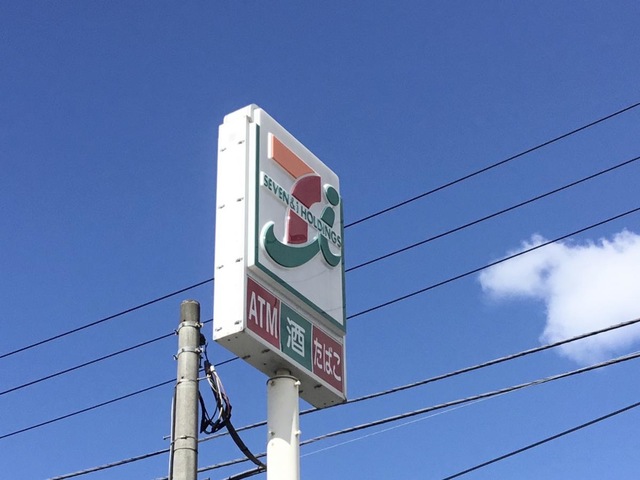 SEVEN & i HOLDINGS
ATM 酒 たばこ